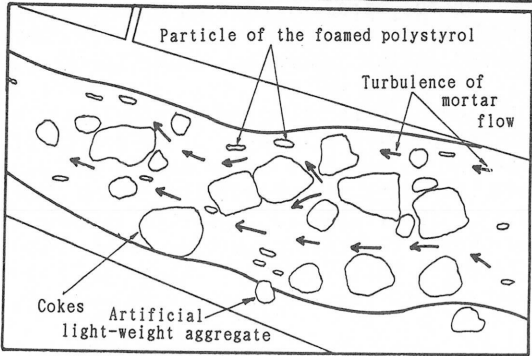 Particle of the foamed polystyrol
Turbulence of
mortar
flow
Cokes
Artificial
light-weight aggregate